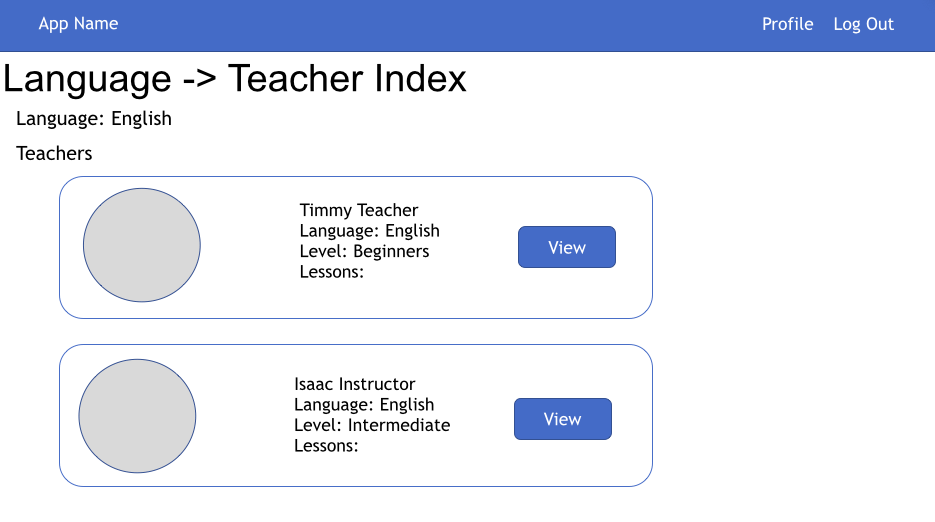 App Name
Profile Log Out
Language -> Teacher Index
Language: English
Teachers
Timmy Teacher
Language: English
Level: Beginners
Lessons:
View
Isaac Instructor
Language: English
Level: Intermediate
Lessons:
View